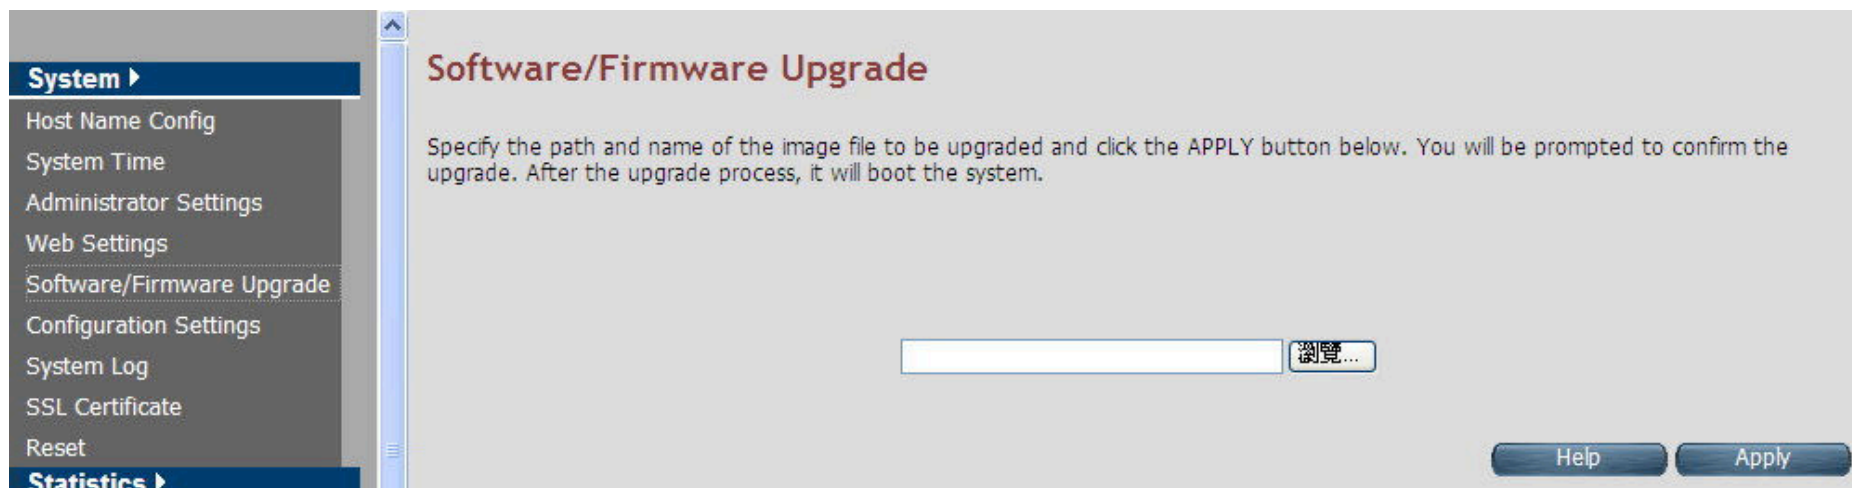 System
Host Name Config
System Time
Administrator Settings
Web Settings
Software/Firmware Upgrade
Configuration Settings
System Log
SSL Certificate
Reset
Statistics
Software/Firmware Upgrade
Specify the path and name of the image file to be upgraded and click the APPLY button below. You will be prompted to confirm the
upgrade. After the upgrade process, it will boot the system.
瀏覽...
Help
Apply